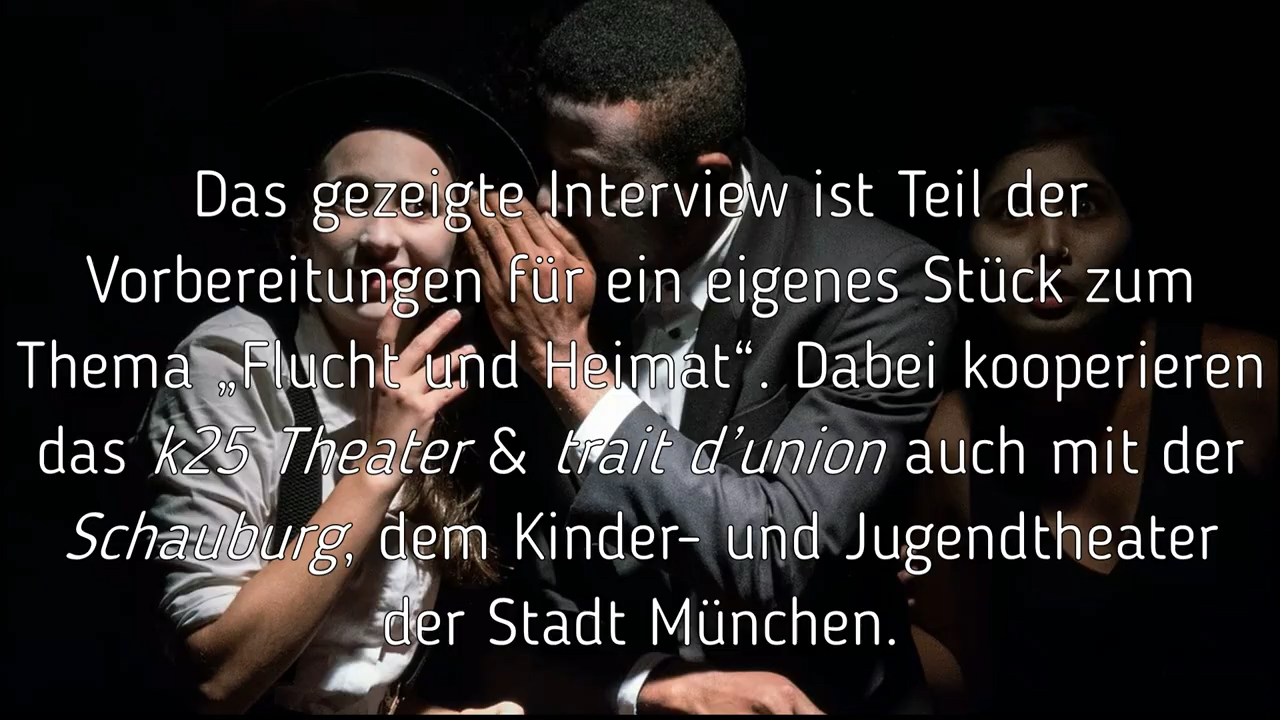 Das gezeigte Interview ist Teil der
Vorbereitungen für ein eigenes Stück zum
Thema „Flucht und Heimat“. Dabei kooperieren
das k25 Theater & trait d’union auch mit der
Schauburg, dem Kinder- und Jugendtheater
der Stadt München.